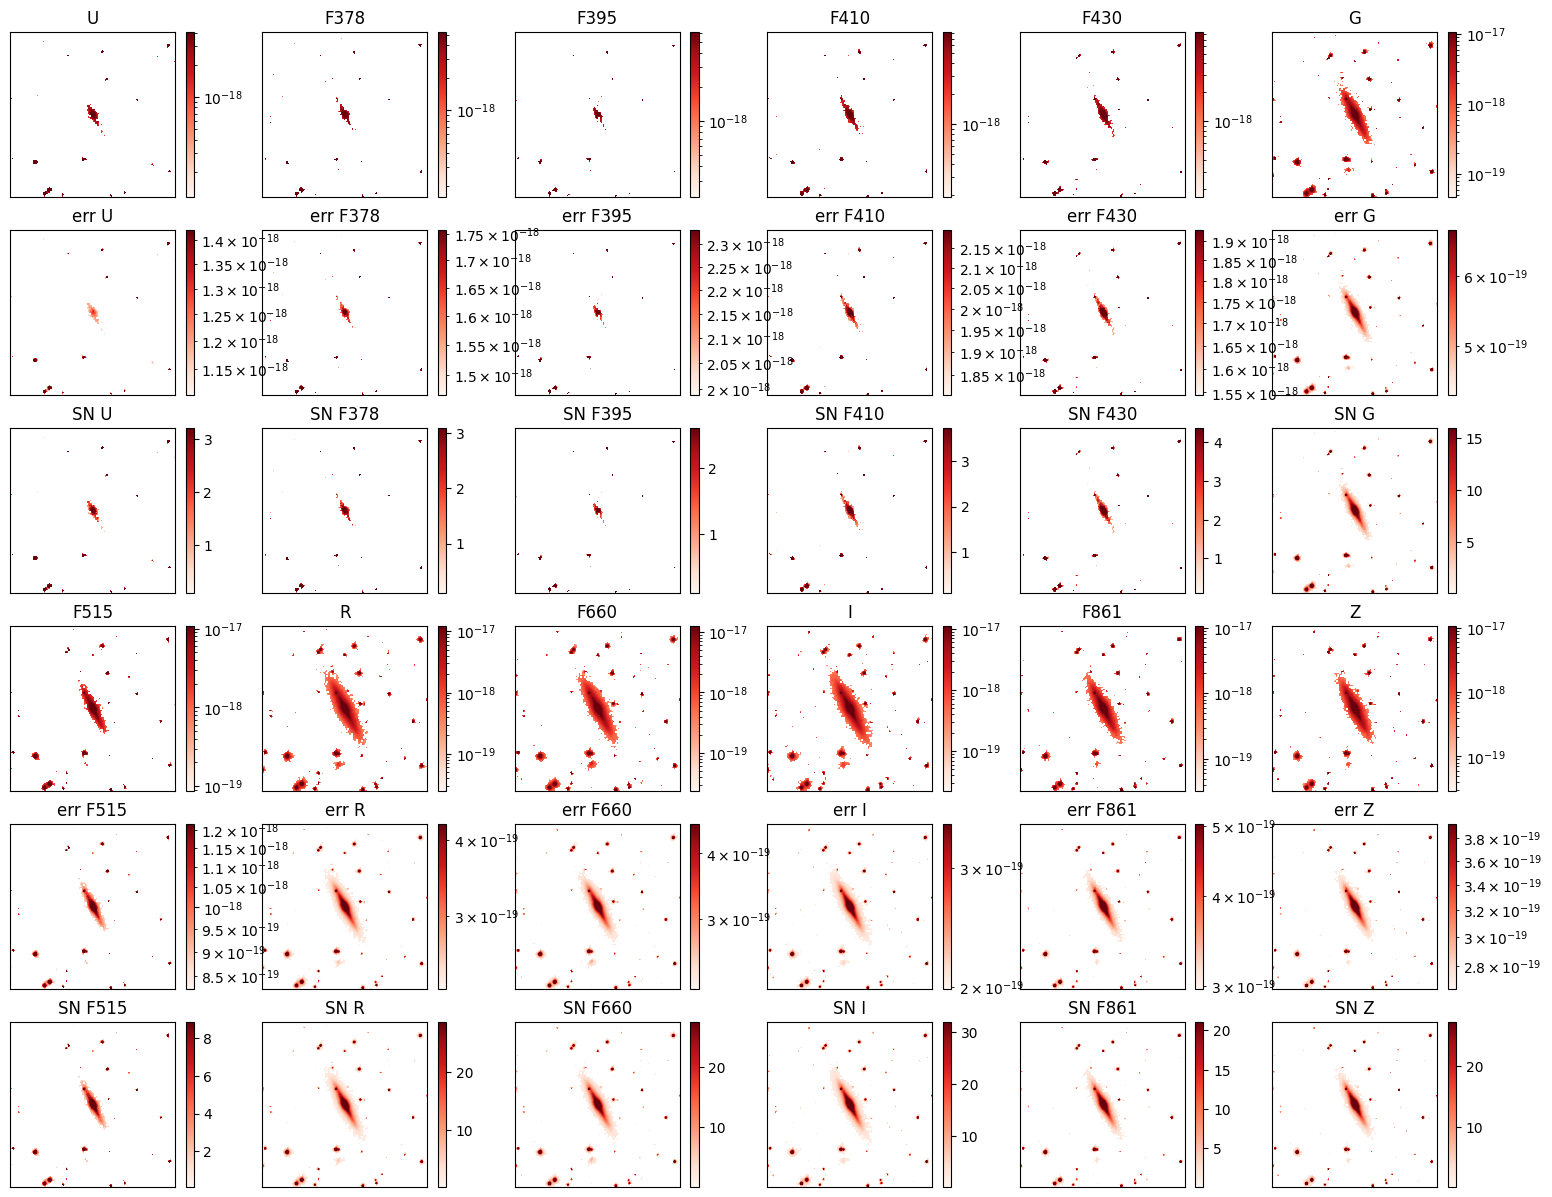 U F378 F395 F410 F430 G
10⁻¹⁸ 10⁻¹⁸ 10⁻¹⁸ 10⁻¹⁸ 10⁻¹⁸ 10⁻¹⁷
10⁻¹⁸
10⁻¹⁹
err U err F378 err F395 err F410 err F430 err G
1.4 × 10⁻¹⁸ 1.75 × 10⁻¹⁸ 2.3 × 10⁻¹⁸ 2.15 × 10⁻¹⁸ 1.9 × 10⁻¹⁸ 6 × 10⁻¹⁹
1.35 × 10⁻¹⁸ 1.7 × 10⁻¹⁸ 2.25 × 10⁻¹⁸ 2.1 × 10⁻¹⁸ 1.85 × 10⁻¹⁸ 5 × 10⁻¹⁹
1.3 × 10⁻¹⁸ 1.65 × 10⁻¹⁸ 2.2 × 10⁻¹⁸ 2.05 × 10⁻¹⁸ 1.8 × 10⁻¹⁸
1.25 × 10⁻¹⁸ 1.6 × 10⁻¹⁸ 2.15 × 10⁻¹⁸ 2 × 10⁻¹⁸ 1.75 × 10⁻¹⁸
1.2 × 10⁻¹⁸ 1.55 × 10⁻¹⁸ 2.1 × 10⁻¹⁸ 1.95 × 10⁻¹⁸ 1.7 × 10⁻¹⁸
1.15 × 10⁻¹⁸ 1.5 × 10⁻¹⁸ 2.05 × 10⁻¹⁸ 1.9 × 10⁻¹⁸ 1.65 × 10⁻¹⁸
2 × 10⁻¹⁸ 1.85 × 10⁻¹⁸ 1.6 × 10⁻¹⁸
1.55 × 10⁻¹⁸
SN U SN F378 SN F395 SN F410 SN F430 SN G
3 3 2 3 4 15
2 2 1 2 3 10
1 1 1 2 5
1
F515 R F660 I F861 Z
10⁻¹⁷ 10⁻¹⁷ 10⁻¹⁷ 10⁻¹⁷ 10⁻¹⁷ 10⁻¹⁷
10⁻¹⁸ 10⁻¹⁸ 10⁻¹⁸ 10⁻¹⁸ 10⁻¹⁸ 10⁻¹⁸
10⁻¹⁹ 10⁻¹⁹ 10⁻¹⁹ 10⁻¹⁹ 10⁻¹⁹ 10⁻¹⁹
err F515 err R err F660 err I err F861 err Z
1.2 × 10⁻¹⁸ 4 × 10⁻¹⁹ 4 × 10⁻¹⁹ 3 × 10⁻¹⁹ 5 × 10⁻¹⁹ 3.8 × 10⁻¹⁹
1.15 × 10⁻¹⁸ 3 × 10⁻¹⁹ 3 × 10⁻¹⁹ 2 × 10⁻¹⁹ 4 × 10⁻¹⁹ 3.6 × 10⁻¹⁹
1.1 × 10⁻¹⁸ 3 × 10⁻¹⁹ 3.4 × 10⁻¹⁹
1.05 × 10⁻¹⁸ 3.2 × 10⁻¹⁹
10⁻¹⁸ 3 × 10⁻¹⁹
9.5 × 10⁻¹⁹ 2.8 × 10⁻¹⁹
9 × 10⁻¹⁹
8.5 × 10⁻¹⁹
SN F515 SN R SN F660 SN I SN F861 SN Z
8 20 20 30 20 20
6 10 10 20 15 10
4 10 10
2 5